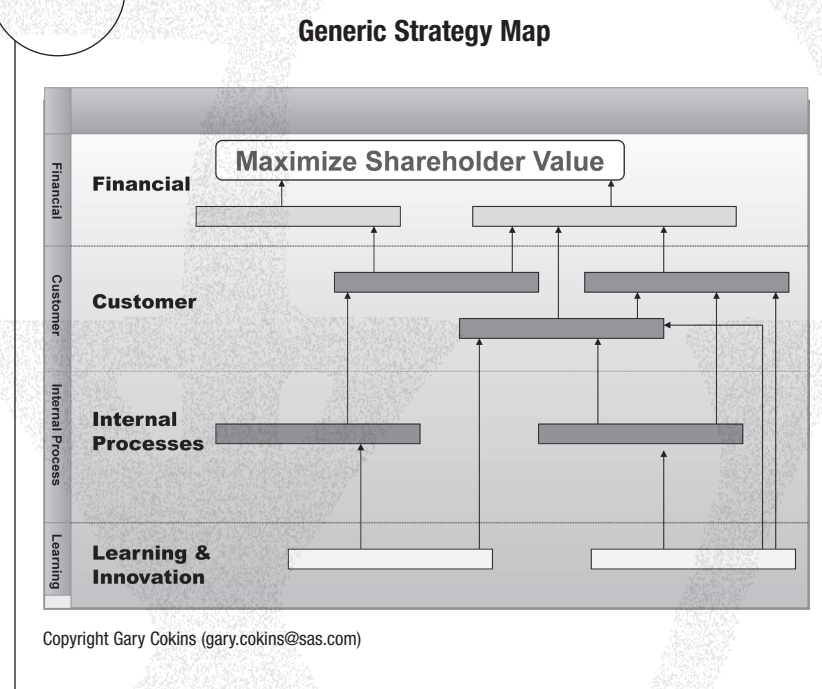 Generic Strategy Map
Financial
Maximize Shareholder Value
Financial
Customer
Customer
Internal Process
Internal
Processes
Learning
Learning &
Innovation
Copyright Gary Cokins (gary.cokins@sas.com)